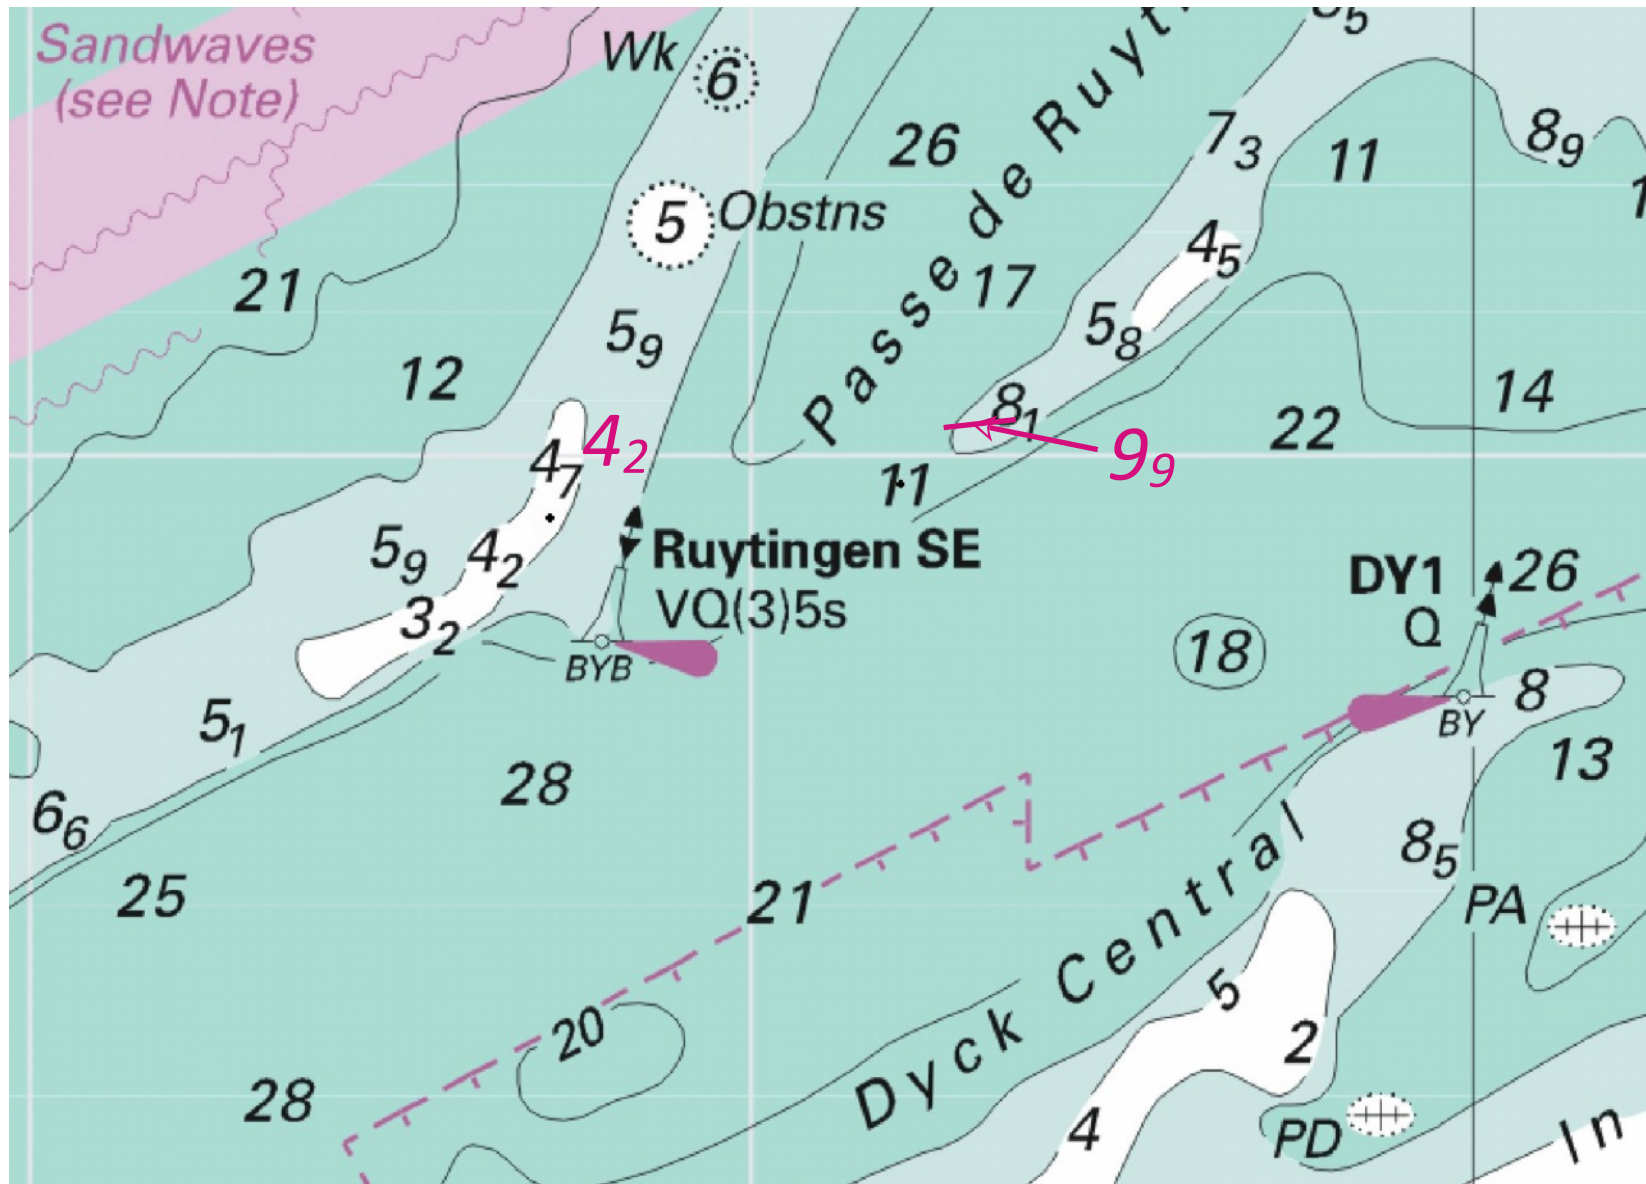 Sandwaves
(see Note)
Wk
6
8₅
26
7₃
11
8₉
5
Obstns
21
17
4₅
5₉
5₈
12
Passe de Ruyt
14
8₁
22
4₂
9₉
4₇
11
5₉
4₂
Ruytingen SE
VQ(3)5s
BYB
DY1
Q
26
3₂
18
BY
8
5₁
28
13
6₆
8₅
25
21
PA
Dyck Central
5
20
2
28
4
PD
In